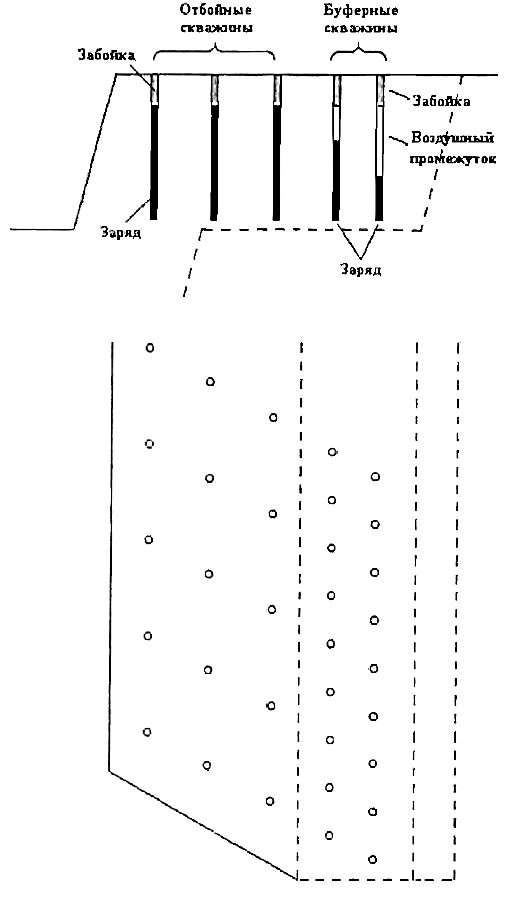 Отбойные
скважины
Буферные
скважины
Забойка
Забойка
Воздушный
промежуток
Заряд
Заряд